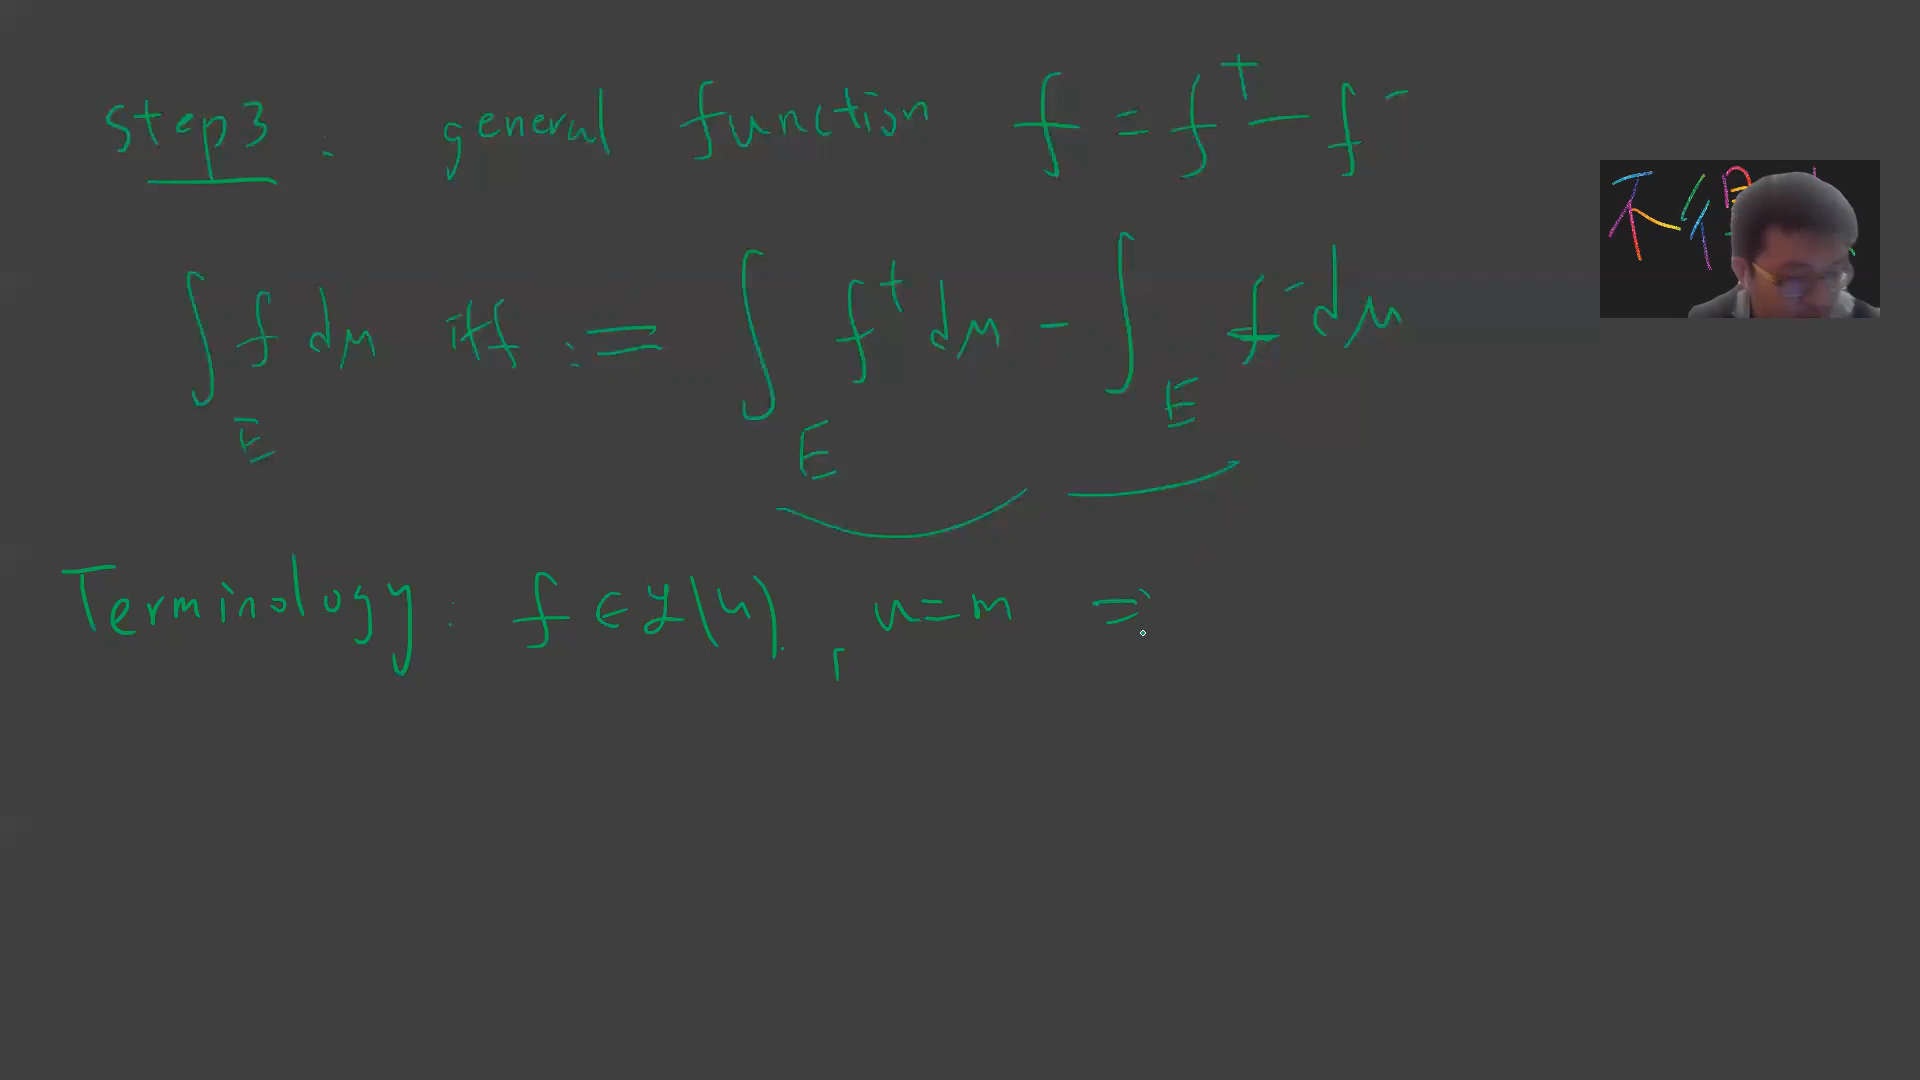 step3 . general function f = f⁺ - f⁻
∫_E f dμ iff := ∫_E f⁺ dμ - ∫_E f⁻ dμ
Terminology : f ∈ ℒ(μ). , μ = m ⇒